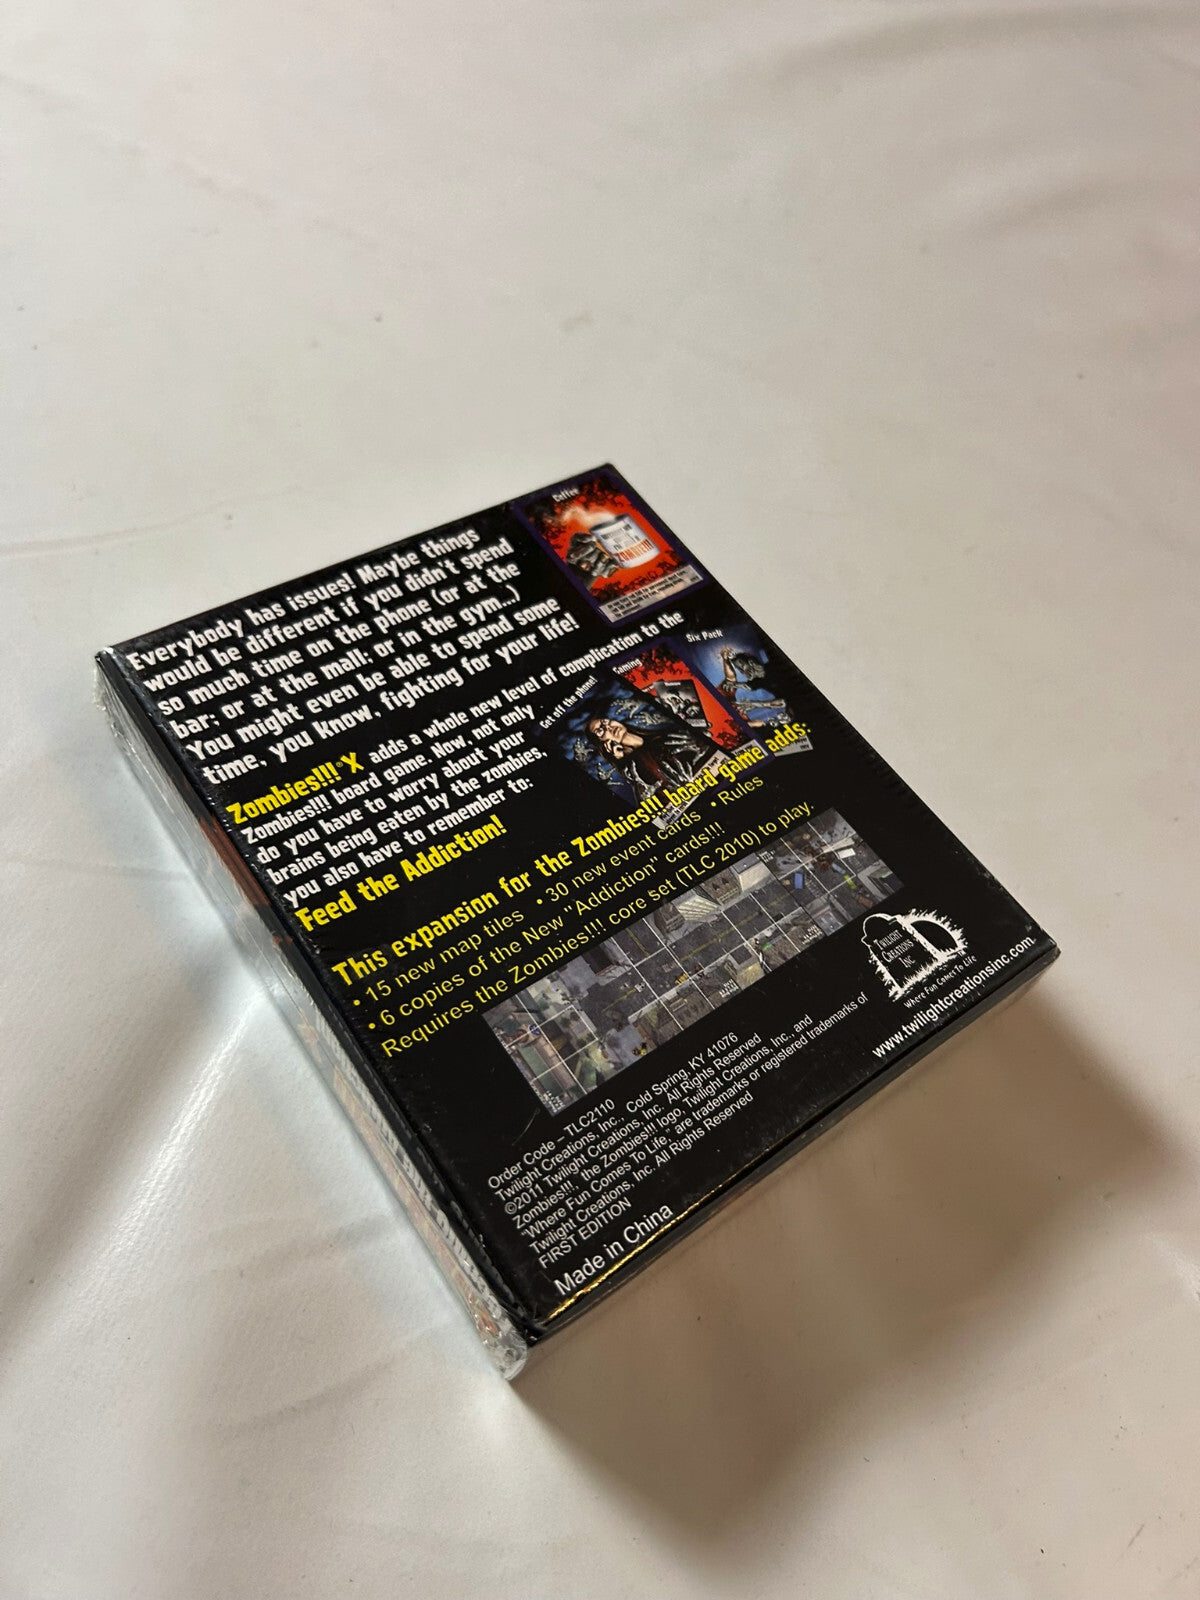 Everybody has issues! Maybe things
would be different if you didn't spend
so much time on the phone (or at the
bar; or at the mall; or in the gym...)
You might even be able to spend some
time, you know, fighting for your life!
Zombies!!!® X adds a whole new level of complication to the
Zombies!!! board game. Now, not only
do you have to worry about your
brains being eaten by the zombies,
you also have to remember to:
Feed the Addiction!
Coffee
ZOMBIE!!!
Six Pack
Gaming
Get off the phone!
This expansion for the Zombies!!! board game adds:
• 15 new map tiles • 30 new event cards • Rules
• 6 copies of the New "Addiction" cards!!!
Requires the Zombies!!! core set (TLC 2010) to play.
Twilight
Creations
Inc
Where Fun Comes To Life
www.twilightcreationsinc.com
Order Code – TLC2110
Twilight Creations, Inc., Cold Spring, KY 41076
©2011 Twilight Creations, Inc. All Rights Reserved
Zombies!!!, the Zombies!!! logo, Twilight Creations, Inc., and
"Where Fun Comes To Life," are trademarks or registered trademarks of
Twilight Creations, Inc. All Rights Reserved
FIRST EDITION
Made in China